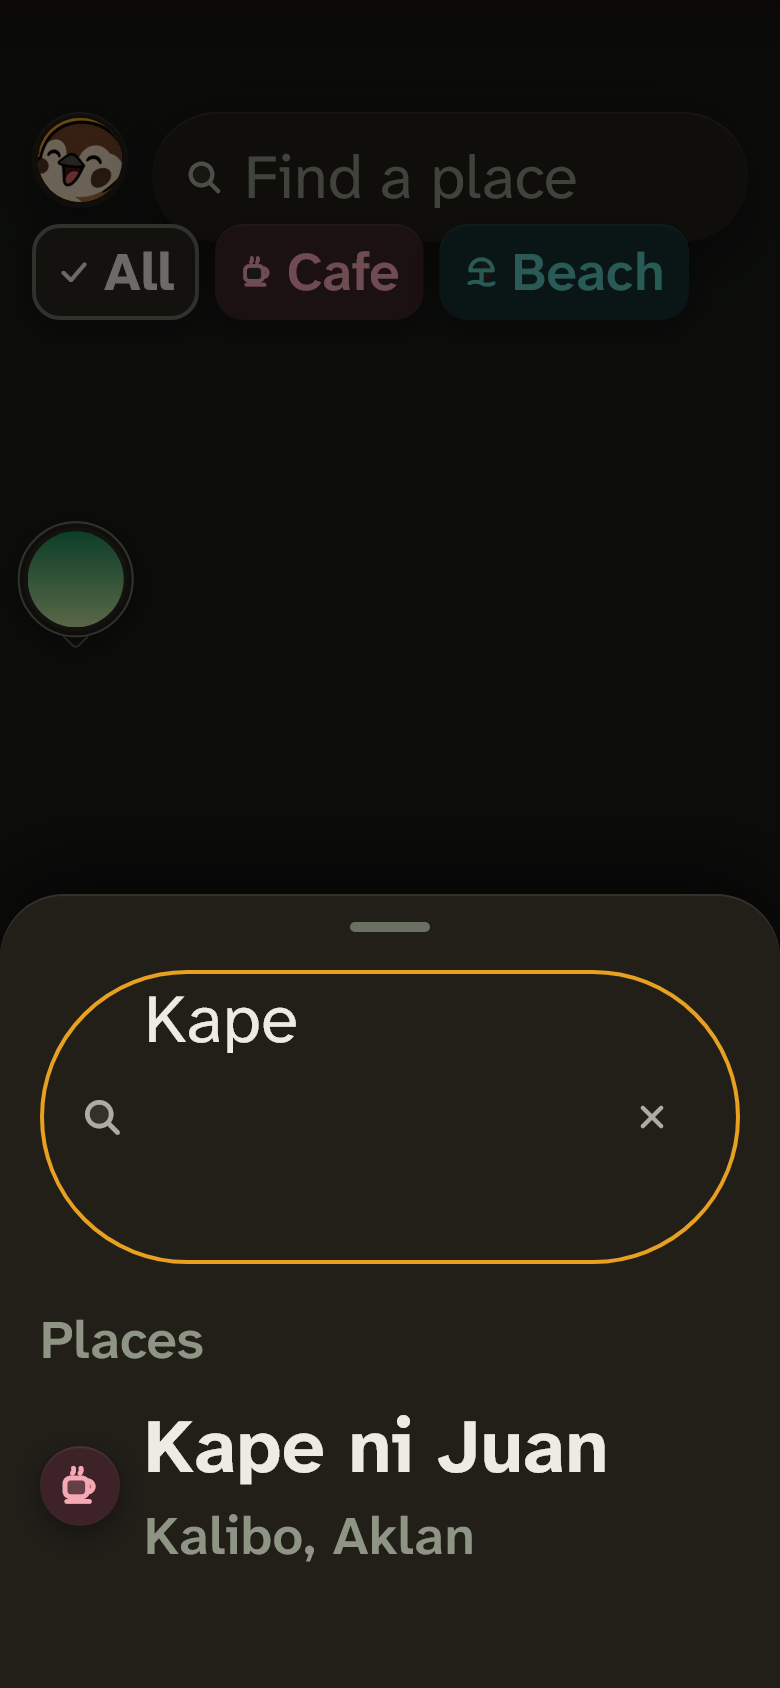 Find a place
All
Cafe
Beach
Kape
Places
Kape ni Juan
Kalibo, Aklan